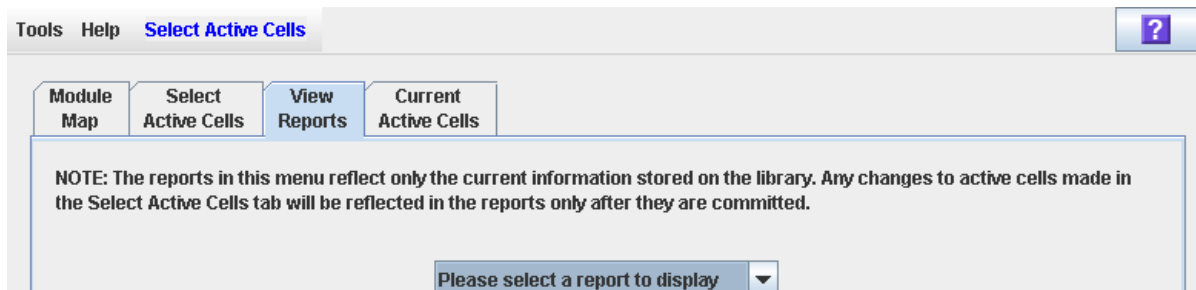 Tools Help Select Active Cells ?
Module Map
Select Active Cells
View Reports
Current Active Cells
NOTE: The reports in this menu reflect only the current information stored on the library. Any changes to active cells made in
the Select Active Cells tab will be reflected in the reports only after they are committed.
Please select a report to display